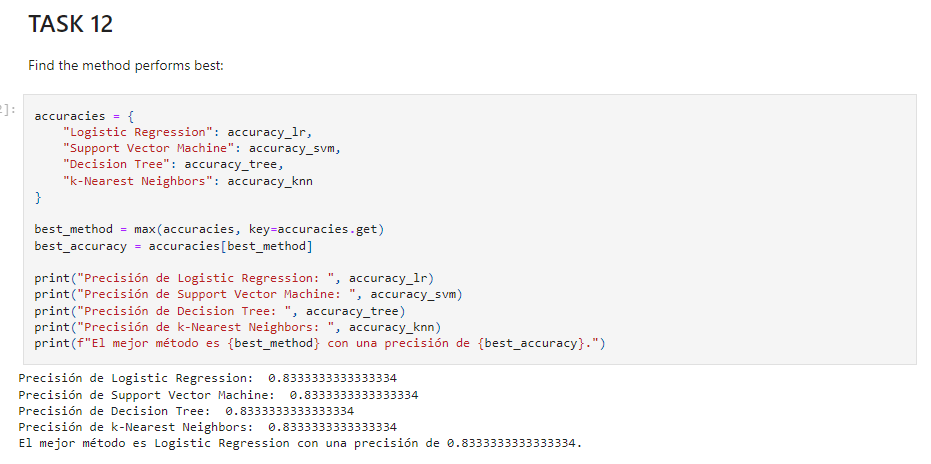 TASK 12
Find the method performs best:
2]:
accuracies = {
    "Logistic Regression": accuracy_lr,
    "Support Vector Machine": accuracy_svm,
    "Decision Tree": accuracy_tree,
    "k-Nearest Neighbors": accuracy_knn
}
best_method = max(accuracies, key=accuracies.get)
best_accuracy = accuracies[best_method]
print("Precisión de Logistic Regression: ", accuracy_lr)
print("Precisión de Support Vector Machine: ", accuracy_svm)
print("Precisión de Decision Tree: ", accuracy_tree)
print("Precisión de k-Nearest Neighbors: ", accuracy_knn)
print(f"El mejor método es {best_method} con una precisión de {best_accuracy}.")
Precisión de Logistic Regression:  0.8333333333333334
Precisión de Support Vector Machine:  0.8333333333333334
Precisión de Decision Tree:  0.8333333333333334
Precisión de k-Nearest Neighbors:  0.8333333333333334
El mejor método es Logistic Regression con una precisión de 0.8333333333333334.